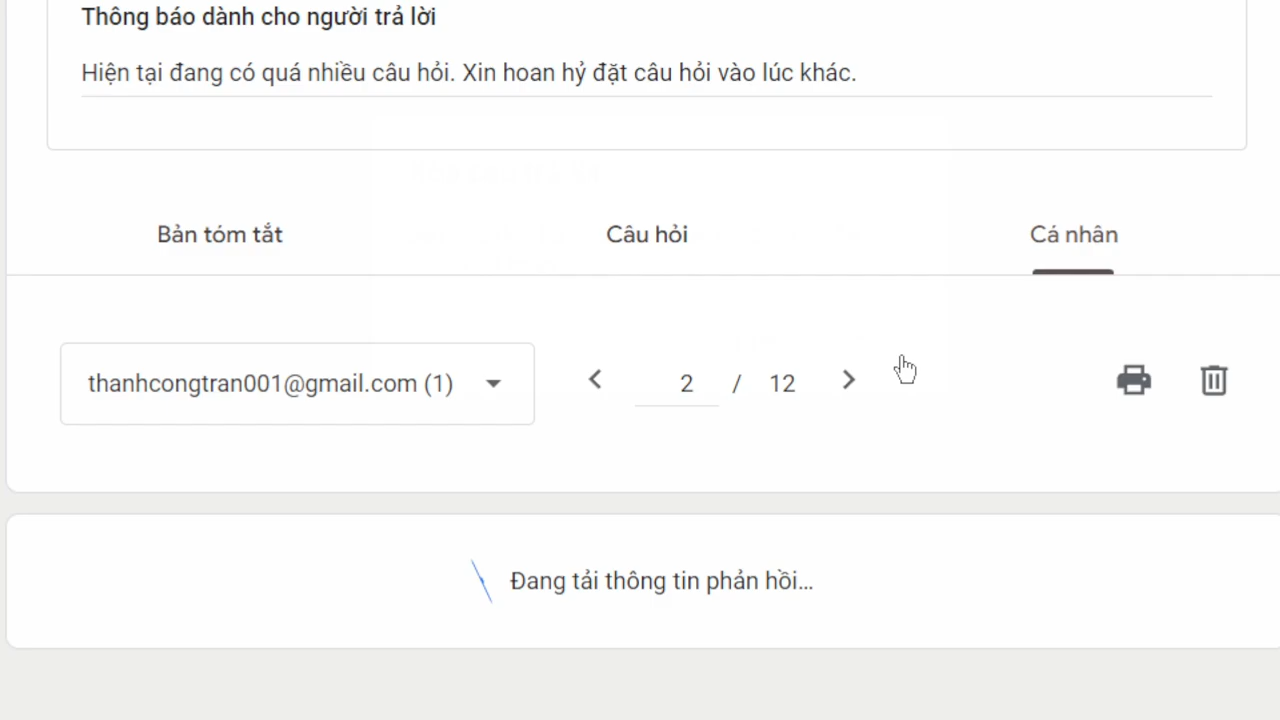 Thông báo dành cho người trả lời
Hiện tại đang có quá nhiều câu hỏi. Xin hoan hỷ đặt câu hỏi vào lúc khác.
Bản tóm tắt
Câu hỏi
Cá nhân
thanhcongtran001@gmail.com (1)
2 / 12
Đang tải thông tin phản hồi...